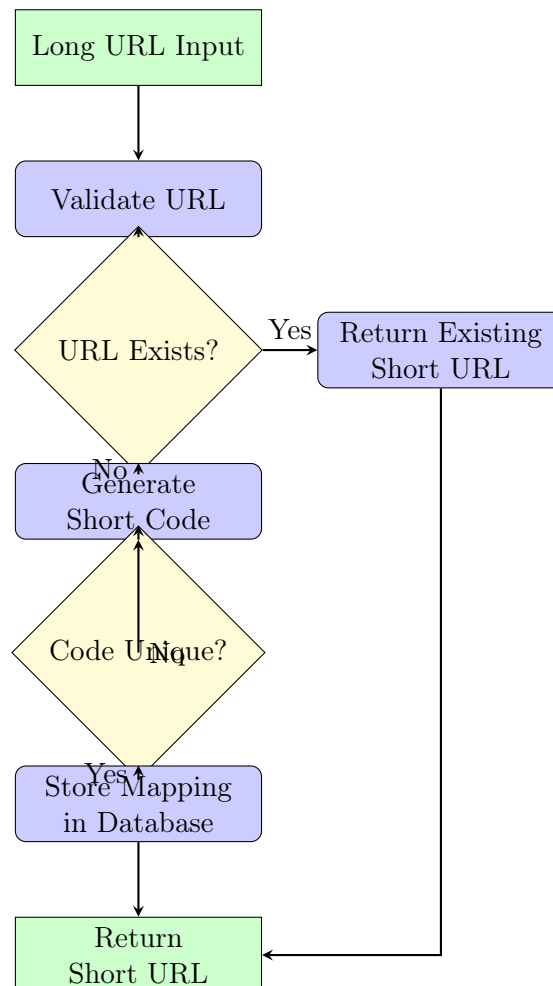 Long URL Input
Validate URL
URL Exists?
Yes
Return Existing
Short URL
No
Generate
Short Code
Code Unique?
No
Yes
Store Mapping
in Database
Return
Short URL